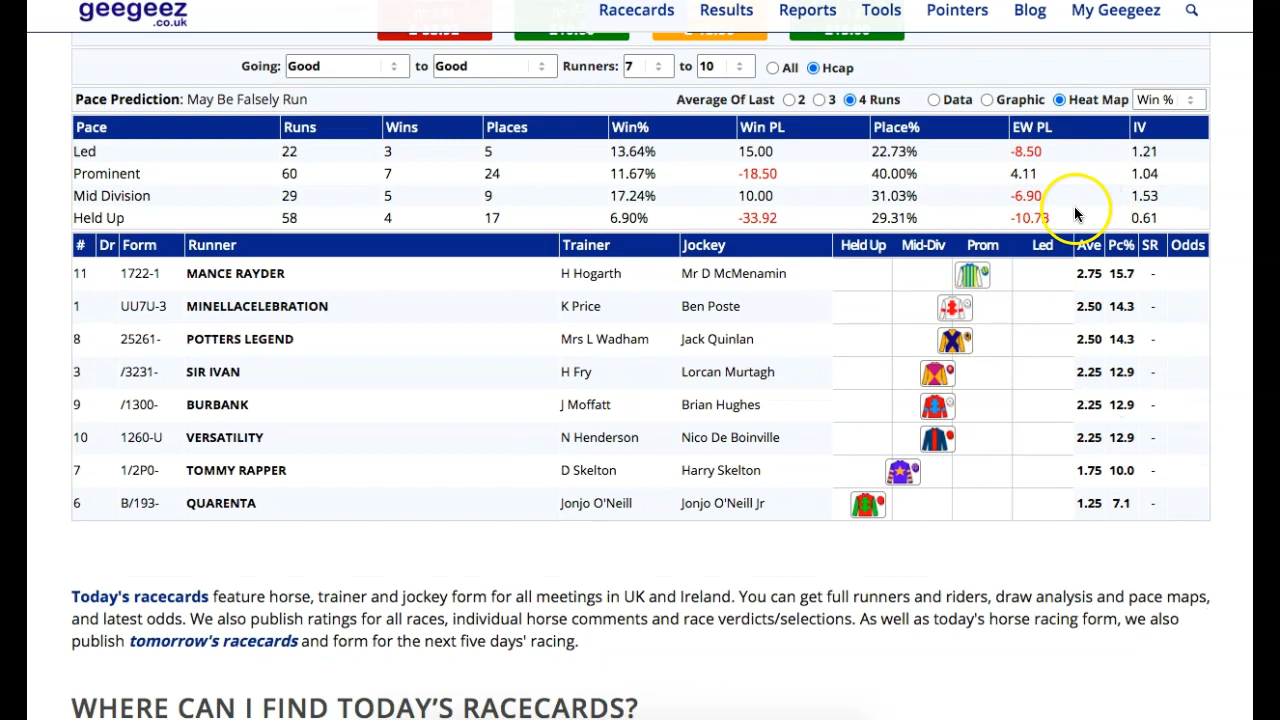 geegeez
.co.uk
Racecards Results Reports Tools Pointers Blog My Geegeez
Going: Good to Good Runners: 7 to 10 All Hcap
Pace Prediction: May Be Falsely Run Average Of Last 2 3 4 Runs Data Graphic Heat Map Win %
Pace Runs Wins Places Win% Win PL Place% EW PL IV
Led 22 3 5 13.64% 15.00 22.73% -8.50 1.21
Prominent 60 7 24 11.67% -18.50 40.00% 4.11 1.04
Mid Division 29 5 9 17.24% 10.00 31.03% -6.90 1.53
Held Up 58 4 17 6.90% -33.92 29.31% -10.73 0.61
# Dr Form Runner Trainer Jockey Held Up Mid-Div Prom Led Ave Pc% SR Odds
11 1722-1 MANCE RAYDER H Hogarth Mr D McMenamin 2.75 15.7 -
1 UU7U-3 MINELLACELEBRATION K Price Ben Poste 2.50 14.3 -
8 25261- POTTERS LEGEND Mrs L Wadham Jack Quinlan 2.50 14.3 -
3 /3231- SIR IVAN H Fry Lorcan Murtagh 2.25 12.9 -
9 /1300- BURBANK J Moffatt Brian Hughes 2.25 12.9 -
10 1260-U VERSATILITY N Henderson Nico De Boinville 2.25 12.9 -
7 1/2P0- TOMMY RAPPER D Skelton Harry Skelton 1.75 10.0 -
6 B/193- QUARENTA Jonjo O'Neill Jonjo O'Neill Jr 1.25 7.1 -
Today's racecards feature horse, trainer and jockey form for all meetings in UK and Ireland. You can get full runners and riders, draw analysis and pace maps,
and latest odds. We also publish ratings for all races, individual horse comments and race verdicts/selections. As well as today's horse racing form, we also
publish tomorrow's racecards and form for the next five days' racing.
WHERE CAN I FIND TODAY'S RACECARDS?